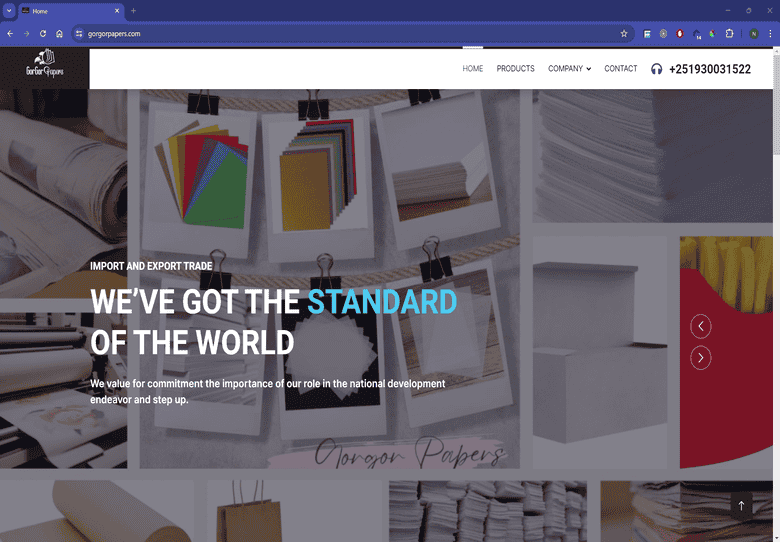 Home
gorgorpapers.com
14
N
GorGor Papers
HOME PRODUCTS COMPANY CONTACT +251930031522
IMPORT AND EXPORT TRADE
WE’VE GOT THE STANDARD
OF THE WORLD
We value for commitment the importance of our role in the national development
endeavor and step up.
Gorgor Papers